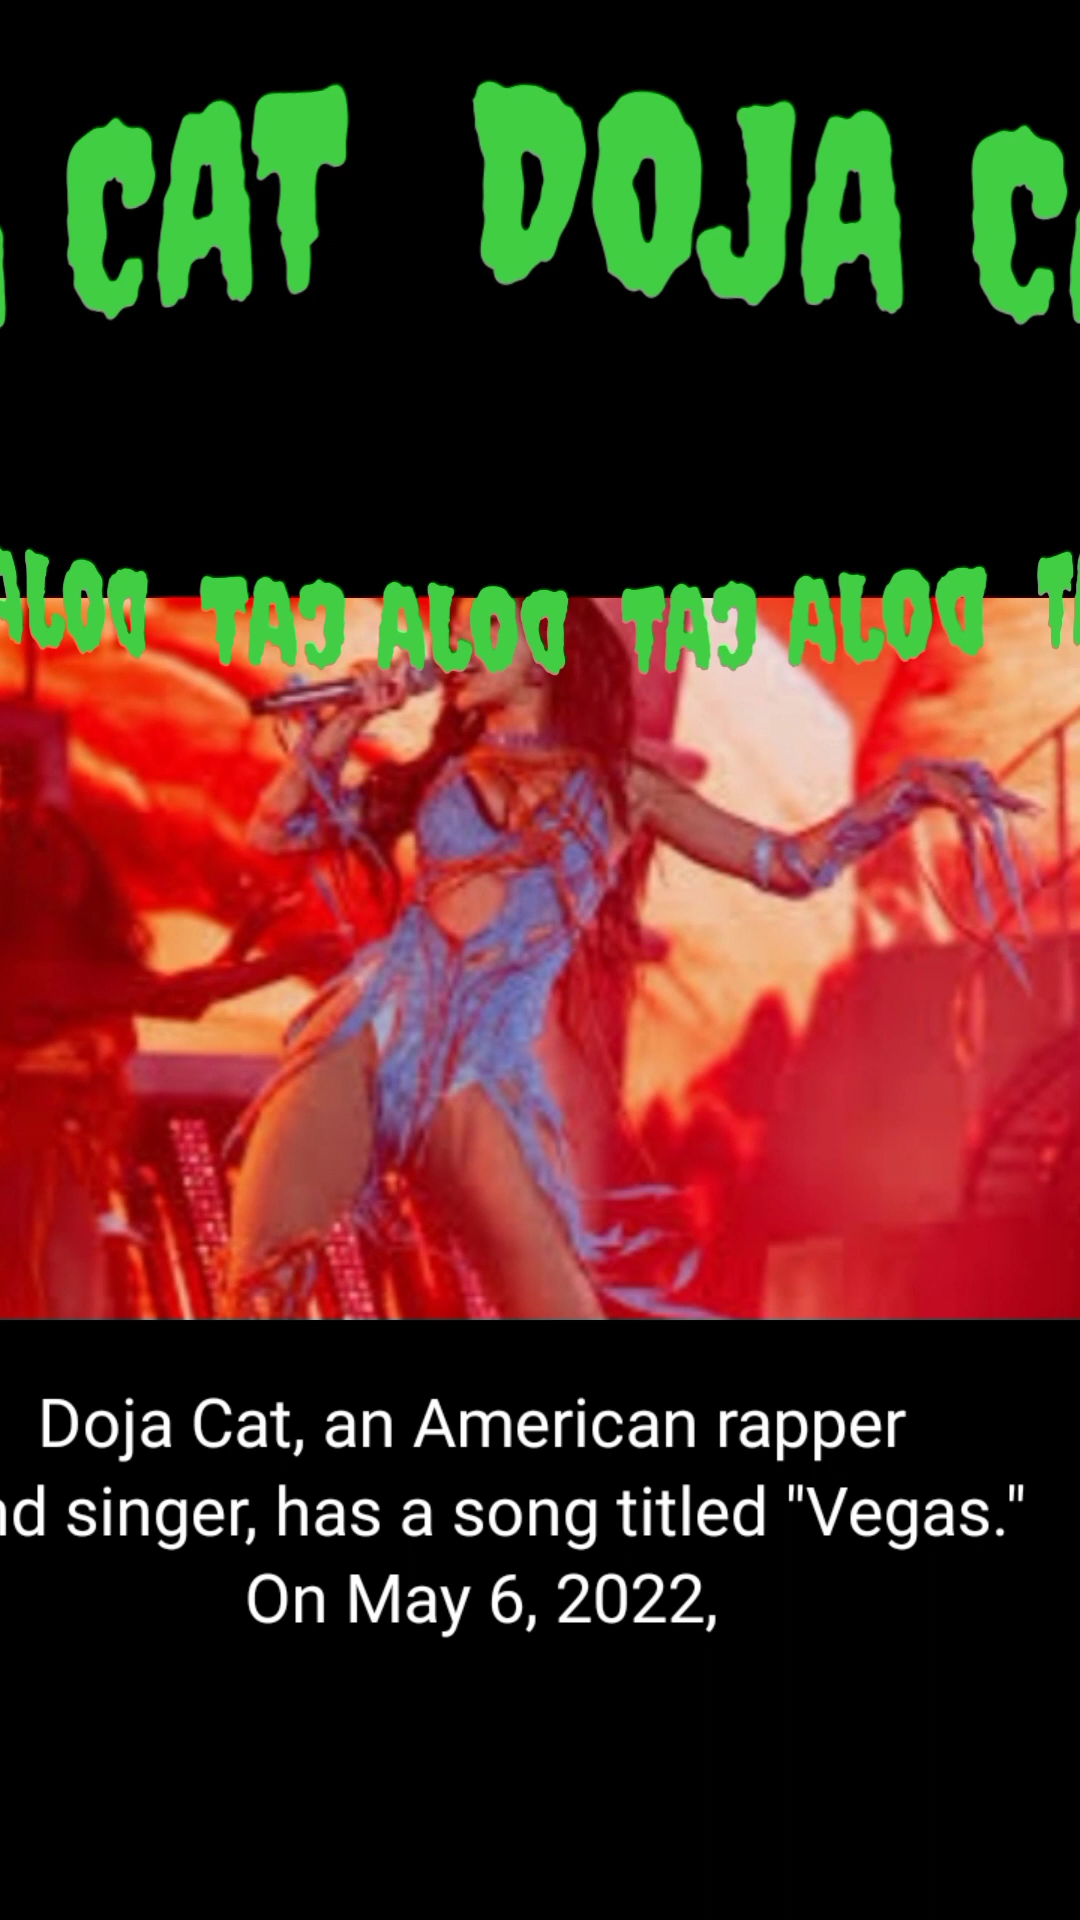 CAT DOJA
DOJA CAT DOJA CAT
Doja Cat, an American rapper
singer, has a song titled "Vegas."
On May 6, 2022,